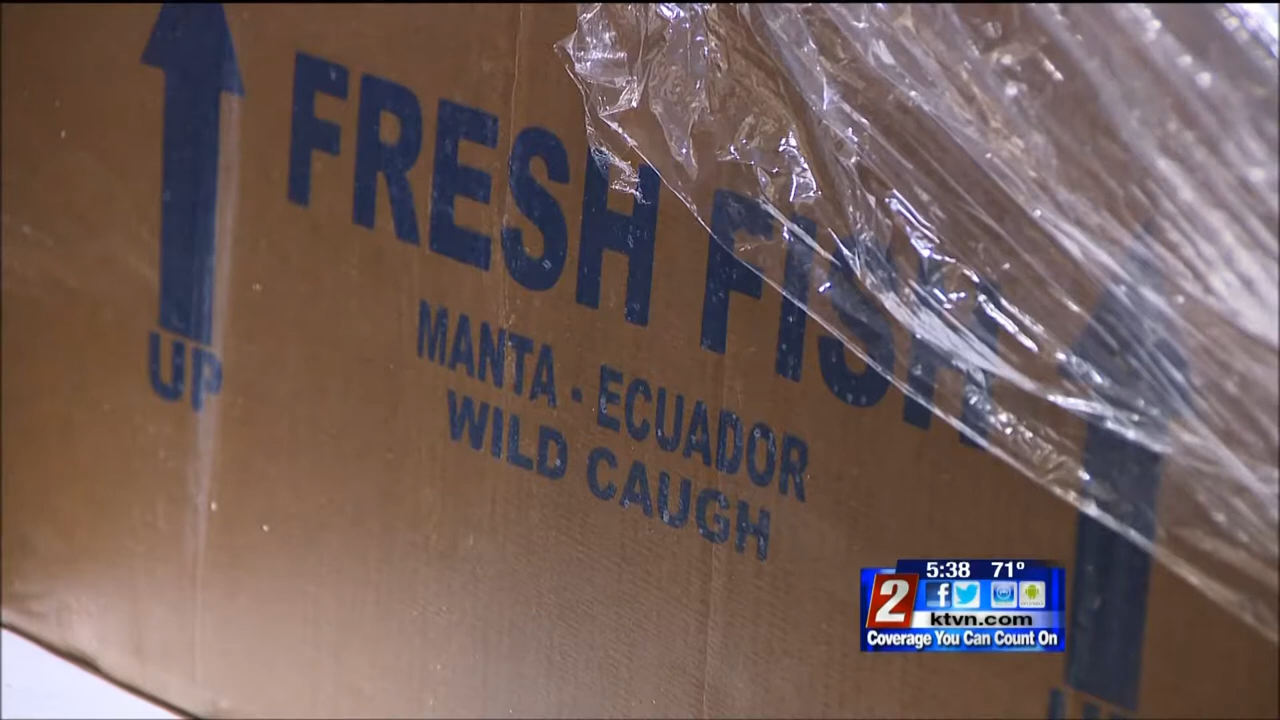 FRESH FISH
MANTA - ECUADOR
WILD CAUGH
UP
5:38 71°
2
ktvn.com
Coverage You Can Count On